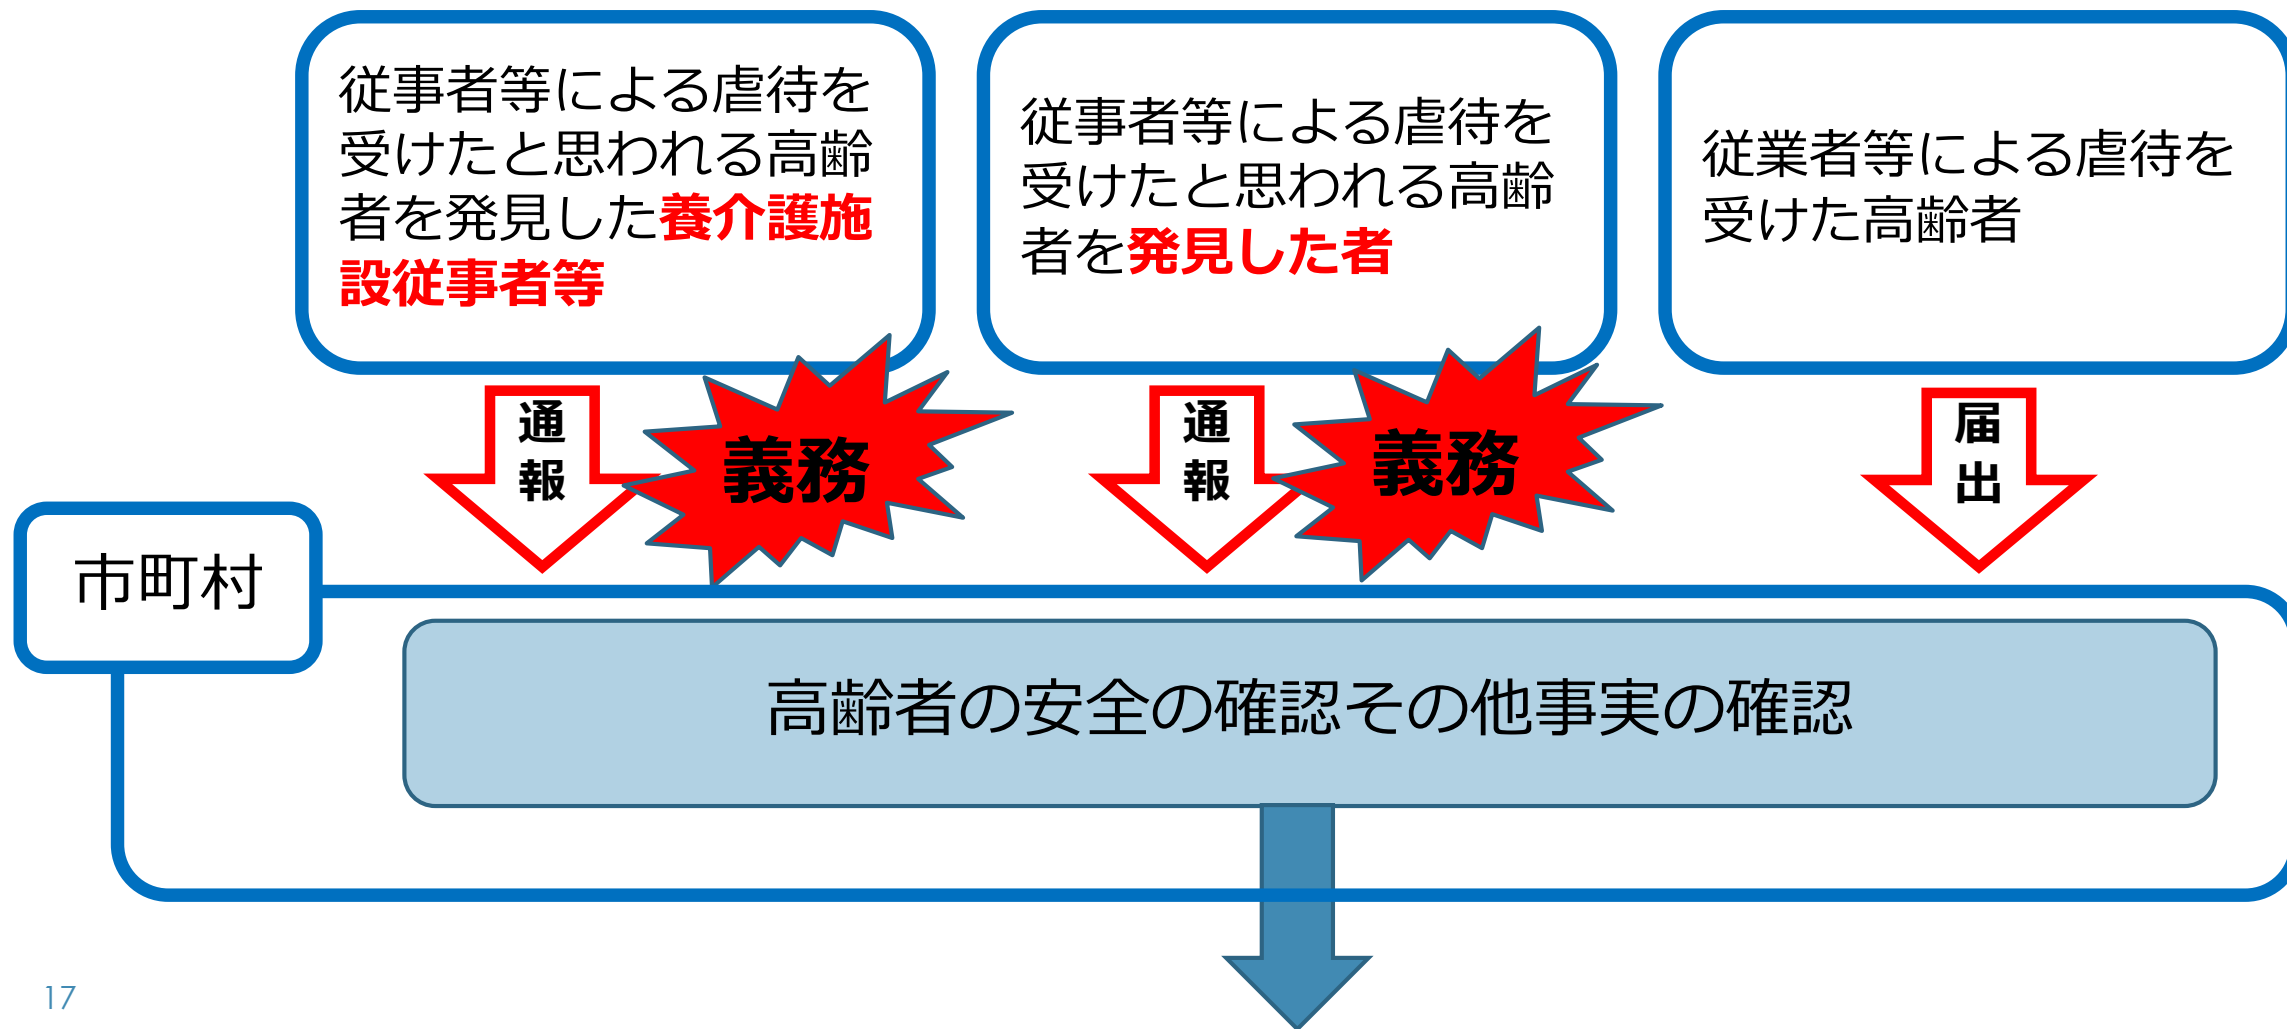 従事者等による虐待を
受けたと思われる高齢
者を発見した養介護施
設従事者等
従事者等による虐待を
受けたと思われる高齢
者を発見した者
従業者等による虐待を
受けた高齢者
通
報
義務
通
報
義務
届
出
市町村
高齢者の安全の確認その他事実の確認
17